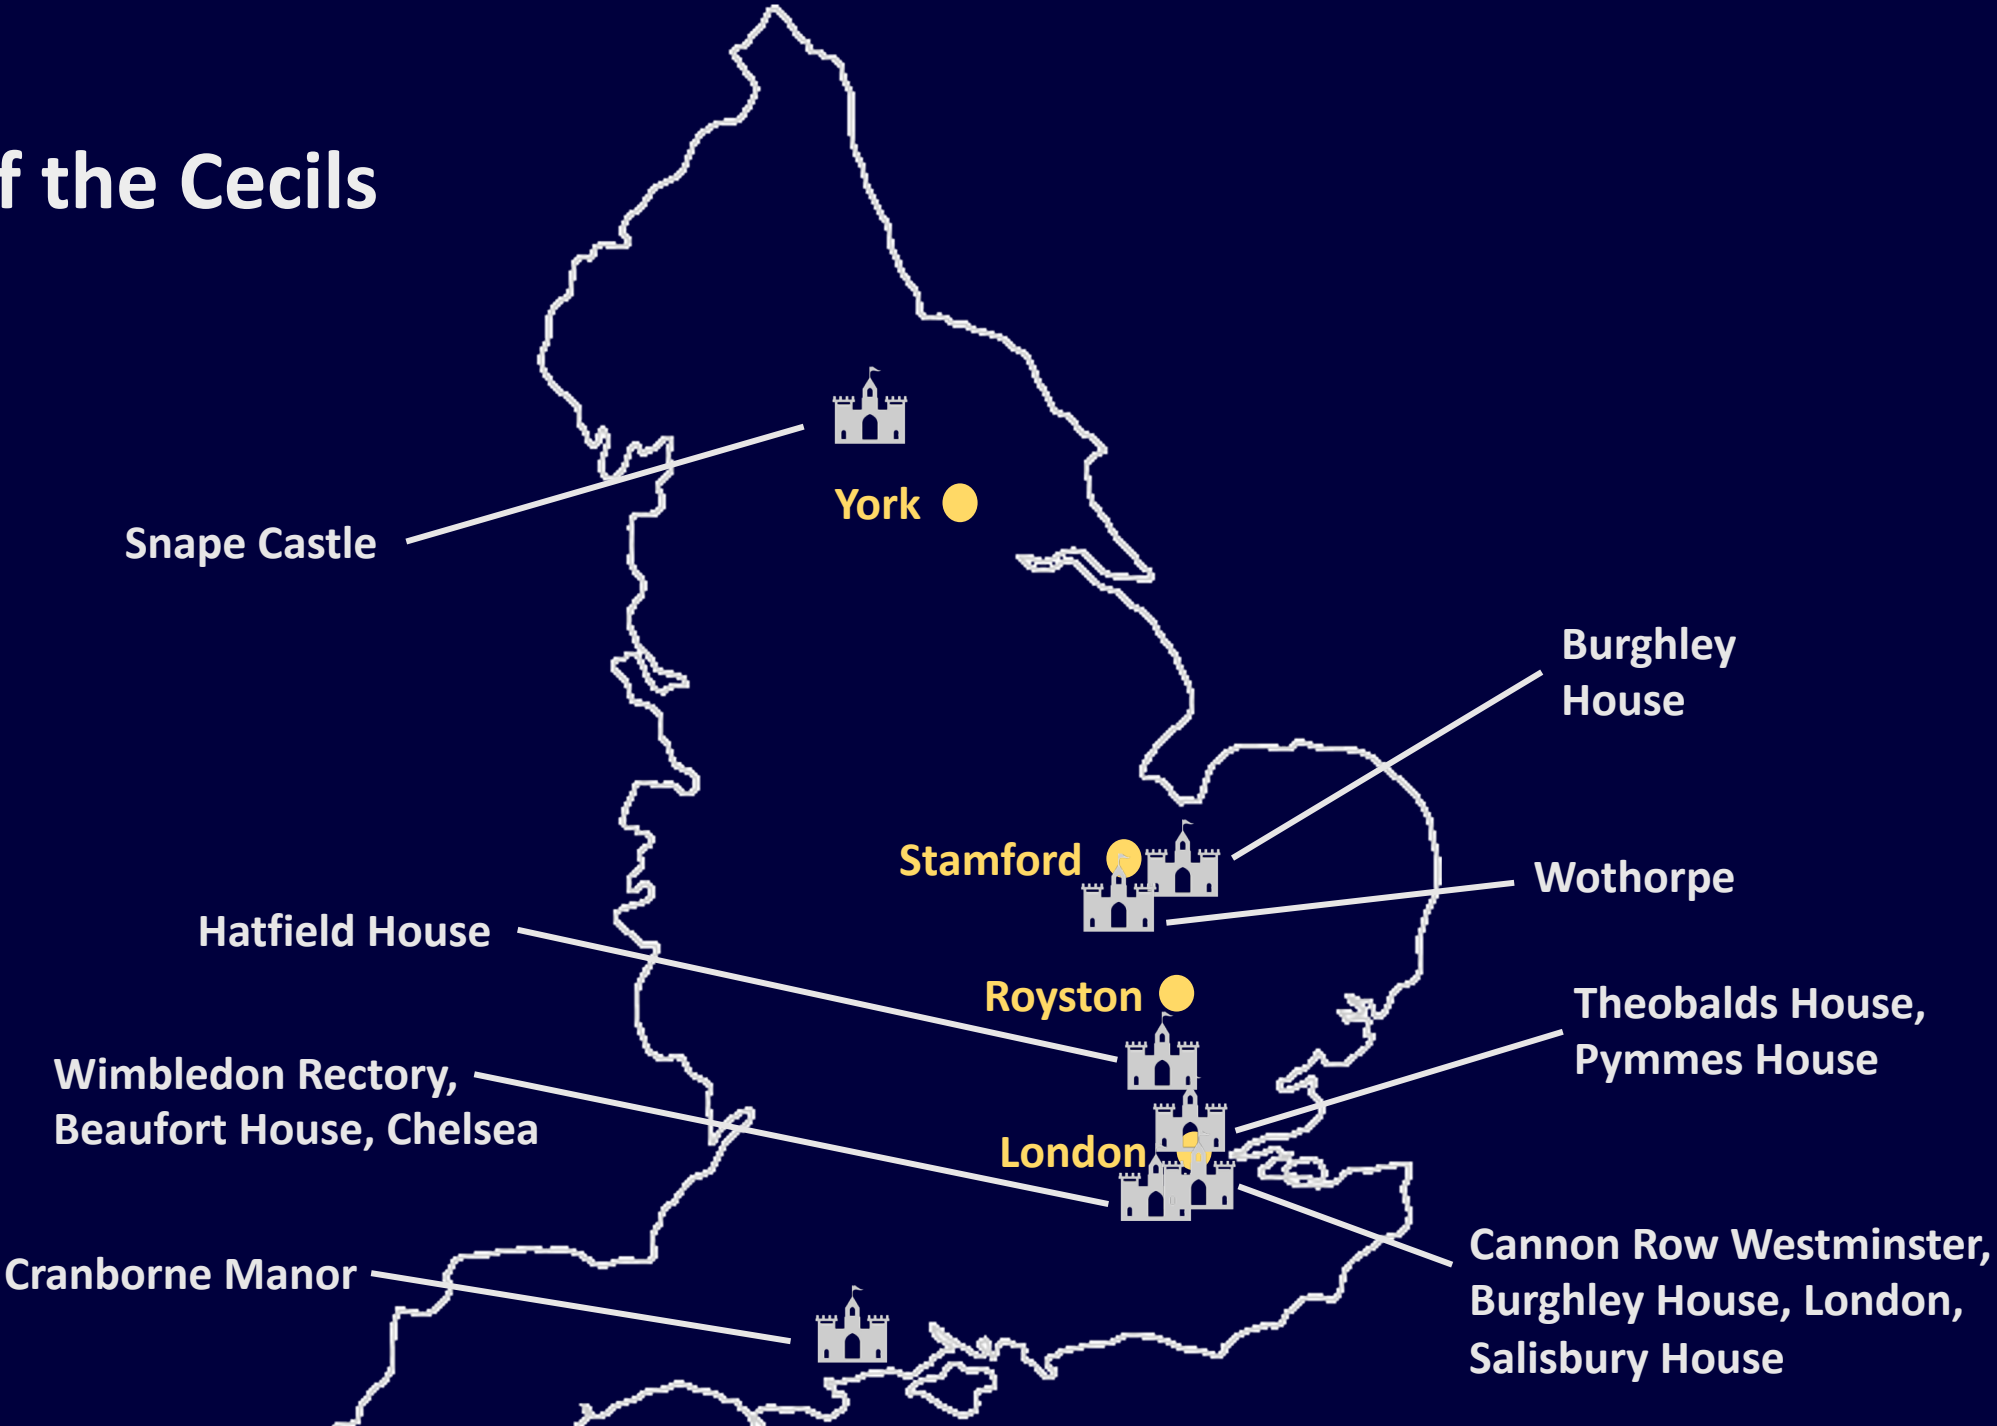 f the Cecils
York
Snape Castle
Burghley
House
Stamford
Wothorpe
Hatfield House
Royston
Theobalds House,
Pymmes House
Wimbledon Rectory,
Beaufort House, Chelsea
London
Cannon Row Westminster,
Burghley House, London,
Salisbury House
Cranborne Manor